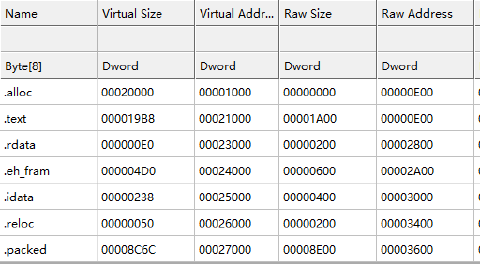 Name Virtual Size Virtual Addr... Raw Size Raw Address
Byte[8] Dword Dword Dword Dword
.alloc 00020000 00001000 00000000 00000E00
.text 000019B8 00021000 00001A00 00000E00
.rdata 000000E0 00023000 00000200 00002800
.eh_fram 000004D0 00024000 00000600 00002A00
.idata 00000238 00025000 00000400 00003000
.reloc 00000050 00026000 00000200 00003400
.packed 00008C6C 00027000 00008E00 00003600